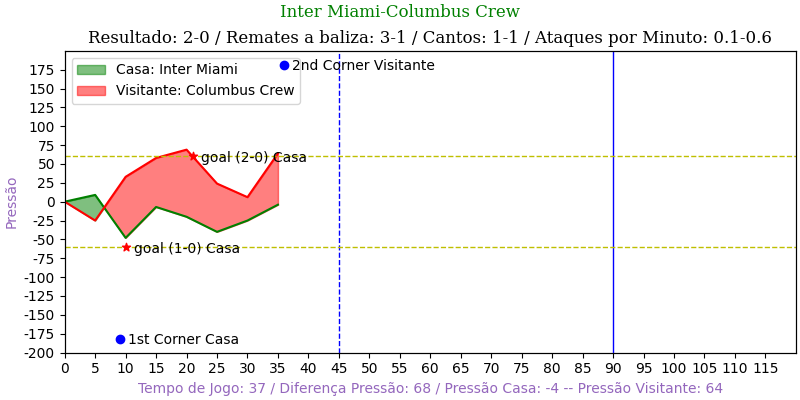 Inter Miami-Columbus Crew
Resultado: 2-0 / Remates a baliza: 3-1 / Cantos: 1-1 / Ataques por Minuto: 0.1-0.6
Casa: Inter Miami
Visitante: Columbus Crew
2nd Corner Visitante
goal (2-0) Casa
goal (1-0) Casa
1st Corner Casa
Pressão
175
150
125
100
75
50
25
0
-25
-50
-75
-100
-125
-150
-175
-200
0 5 10 15 20 25 30 35 40 45 50 55 60 65 70 75 80 85 90 95 100 105 110 115
Tempo de Jogo: 37 / Diferença Pressão: 68 / Pressão Casa: -4 -- Pressão Visitante: 64